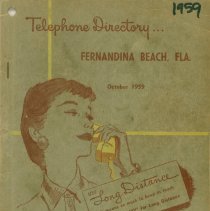 1959
Telephone Directory...
FERNANDINA BEACH, FLA.
October 1959
Long Distance